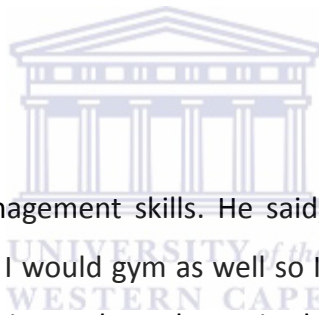 nagement skills. He said
UNIVERSITY of the
I would gym as well so I
WESTERN CAPE